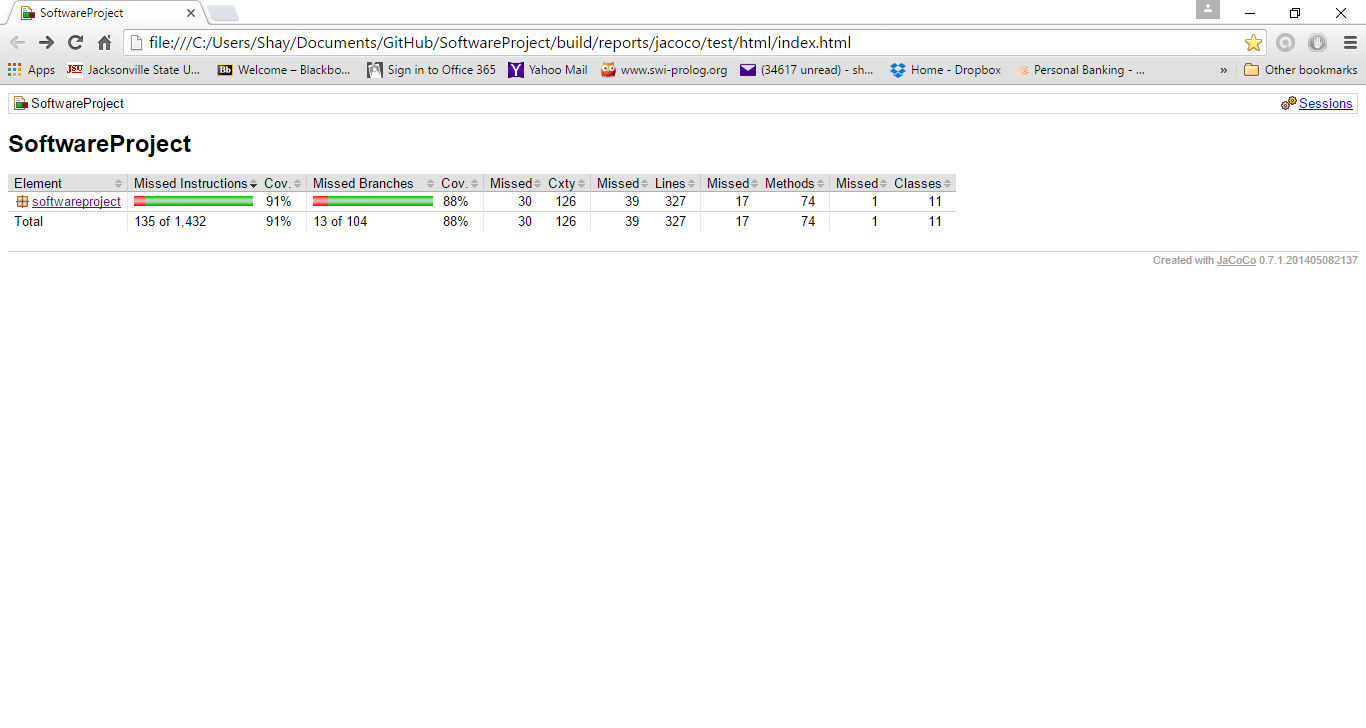 SoftwareProject
file:///C:/Users/Shay/Documents/GitHub/SoftwareProject/build/reports/jacoco/test/html/index.html
Apps JSU Jacksonville State U... Bb Welcome – Blackbo... Sign in to Office 365 Y Yahoo Mail www.swi-prolog.org (34617 unread) - sh... Home - Dropbox Personal Banking - ... » Other bookmarks
SoftwareProject Sessions
SoftwareProject
Element Missed Instructions Cov. Missed Branches Cov. Missed Cxty Missed Lines Missed Methods Missed Classes
softwareproject 91% 88% 30 126 39 327 17 74 1 11
Total 135 of 1,432 91% 13 of 104 88% 30 126 39 327 17 74 1 11
Created with JaCoCo 0.7.1.201405082137